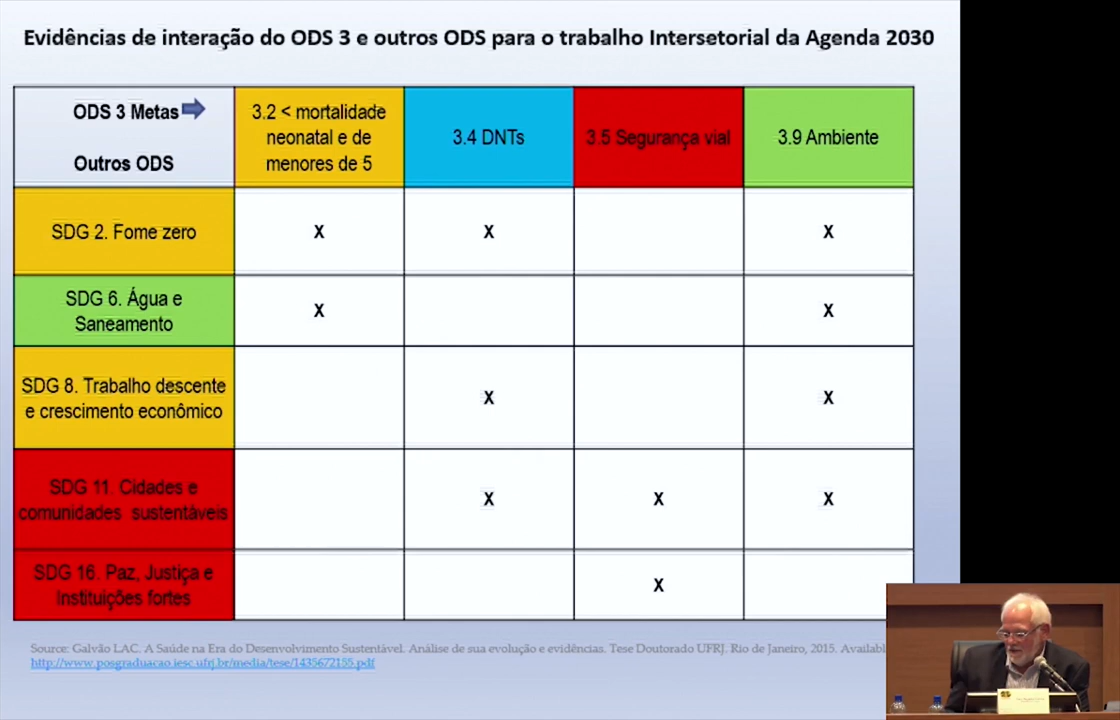 Evidências de interação do ODS 3 e outros ODS para o trabalho Intersetorial da Agenda 2030
ODS 3 Metas
Outros ODS
3.2 < mortalidade
neonatal e de
menores de 5
3.4 DNTs
3.5 Segurança vial
3.9 Ambiente
SDG 2. Fome zero
X
X
X
SDG 6. Água e
Saneamento
X
X
SDG 8. Trabalho descente
e crescimento econômico
X
X
SDG 11. Cidades e
comunidades sustentáveis
X
X
X
SDG 16. Paz, Justiça e
Instituições fortes
X
Source: Galvão LAC. A Saúde na Era do Desenvolvimento Sustentável. Análise de sua evolução e evidências. Tese Doutorado UFRJ. Rio de Janeiro, 2015. Availabl
http://www.posgraduacao.iesc.ufrj.br/media/tese/1435672155.pdf